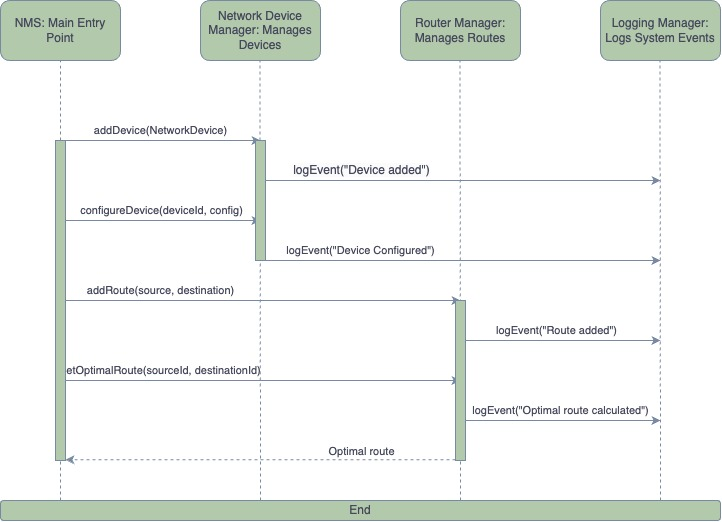 NMS: Main Entry
Point
Network Device
Manager: Manages
Devices
Router Manager:
Manages Routes
Logging Manager:
Logs System Events
addDevice(NetworkDevice)
logEvent("Device added")
configureDevice(deviceId, config)
logEvent("Device Configured")
addRoute(source, destination)
logEvent("Route added")
etOptimalRoute(sourceId, destinationId)
logEvent("Optimal route calculated")
Optimal route
End